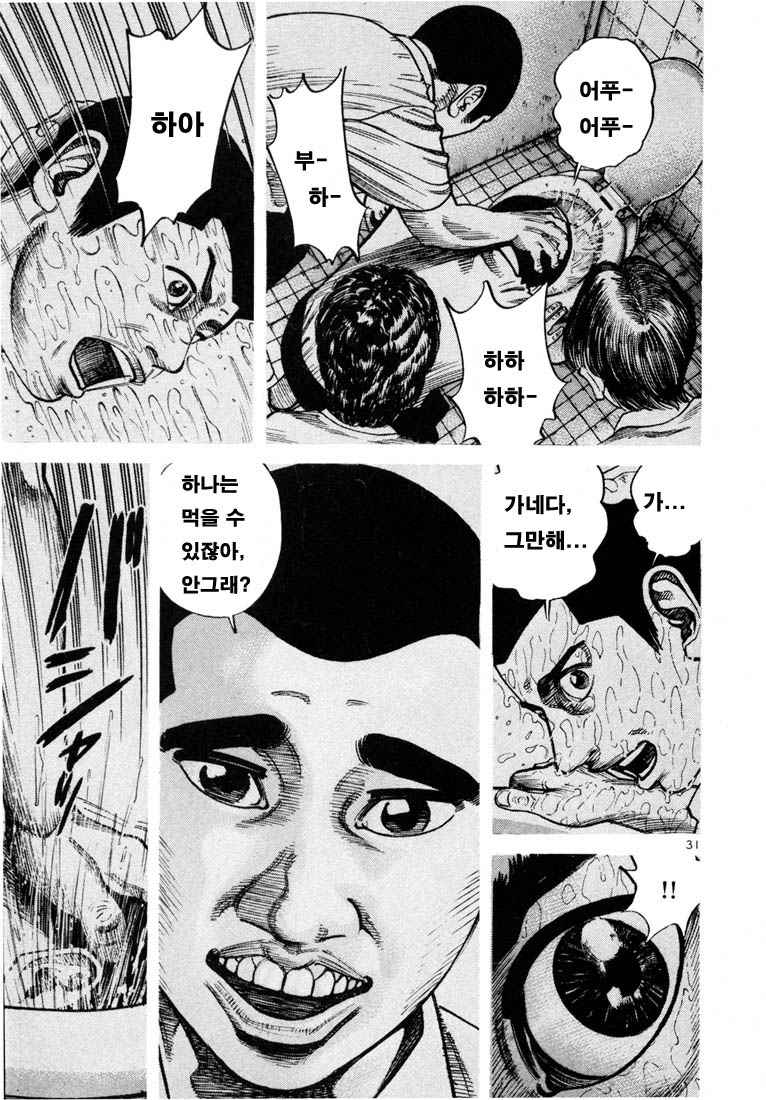 어푸-
어푸-
부-
하-
하하
하하-
하아
가...
가네다,
그만해...
!!
31
하나는
먹을 수
있잖아,
안그래?